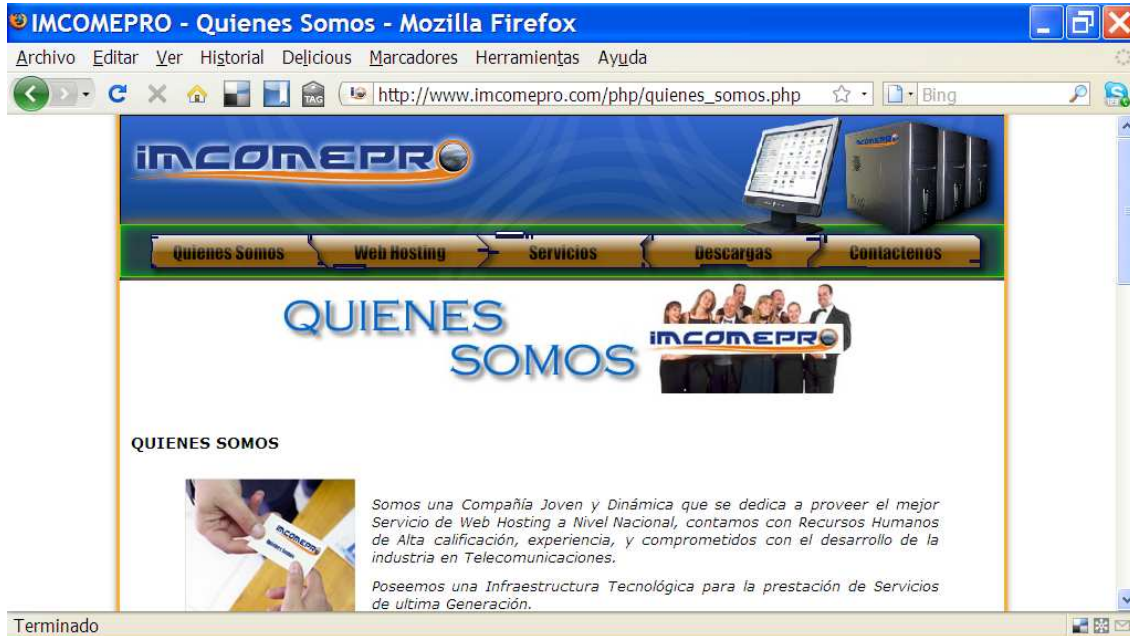 IMCOMEPRO - Quienes Somos - Mozilla Firefox
Archivo Editar Ver Historial Delicious Marcadores Herramientas Ayuda
TAG http://www.imcomepro.com/php/quienes_somos.php Bing
imcomepro
Quienes Somos Web Hosting Servicios Descargas Contactenos
QUIENES
SOMOS
imcomepro
QUIENES SOMOS
imcomepro
Somos una Compañía Joven y Dinámica que se dedica a proveer el mejor
Servicio de Web Hosting a Nivel Nacional, contamos con Recursos Humanos
de Alta calificación, experiencia, y comprometidos con el desarrollo de la
industria en Telecomunicaciones.
Poseemos una Infraestructura Tecnológica para la prestación de Servicios
de ultima Generación.
Terminado